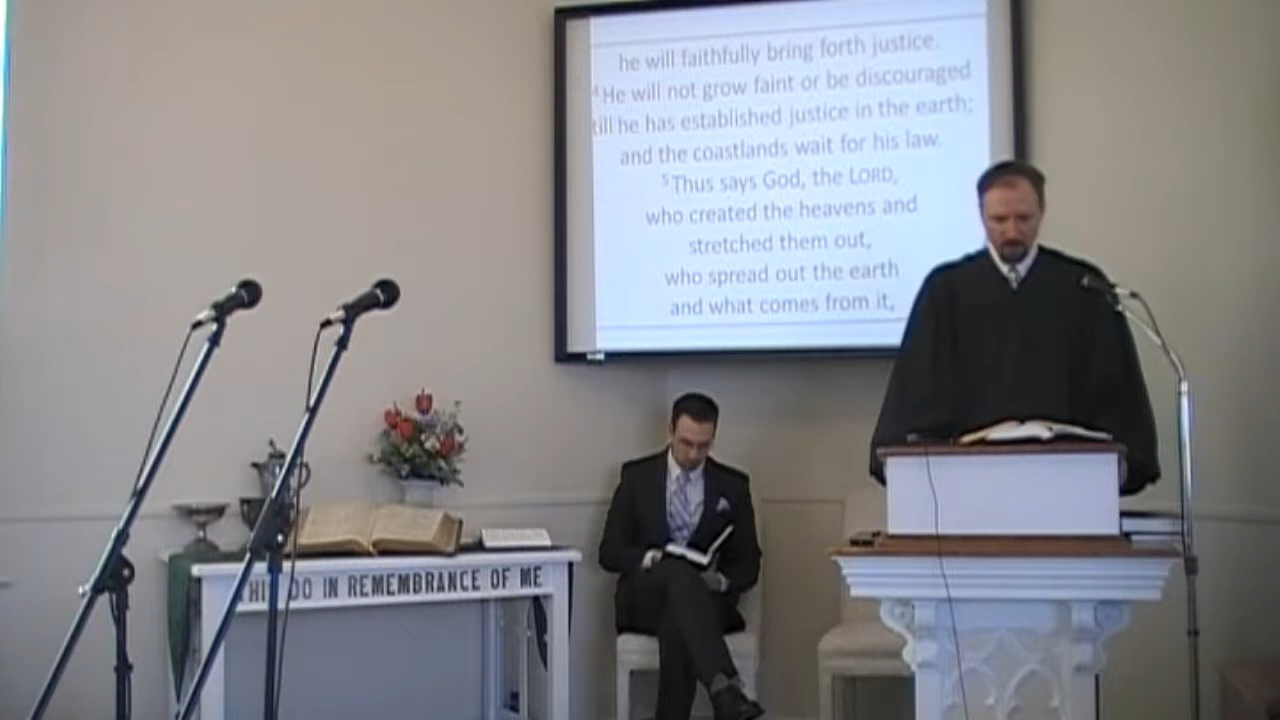 he will faithfully bring forth justice.
4 He will not grow faint or be discouraged
till he has established justice in the earth;
and the coastlands wait for his law.
5 Thus says God, the LORD,
who created the heavens and
stretched them out,
who spread out the earth
and what comes from it,
THIS DO IN REMEMBRANCE OF ME